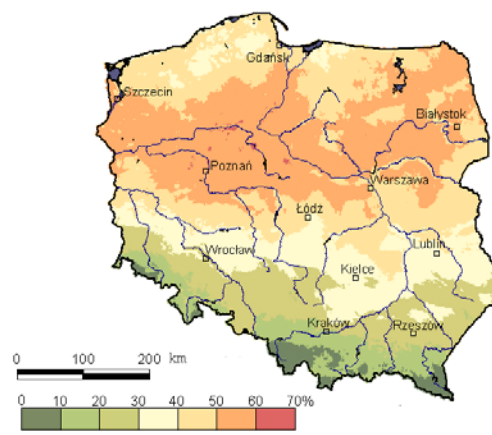 Gdańsk
Szczecin
Białystok
Poznań
Warszawa
Łódź
Wrocław
Lublin
Kielce
Kraków
Rzeszów
0 100 200 km
0 10 20 30 40 50 60 70%